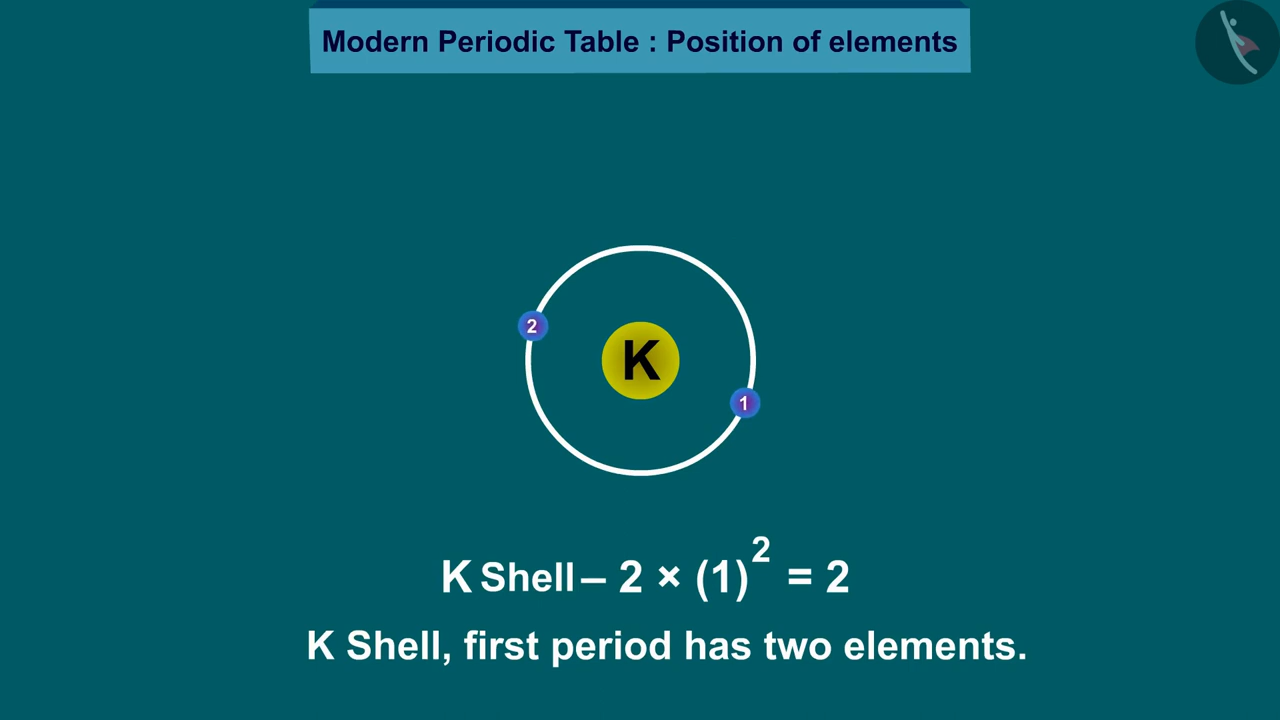 Modern Periodic Table : Position of elements
2
K
1
K Shell – 2 × (1)² = 2
K Shell, first period has two elements.